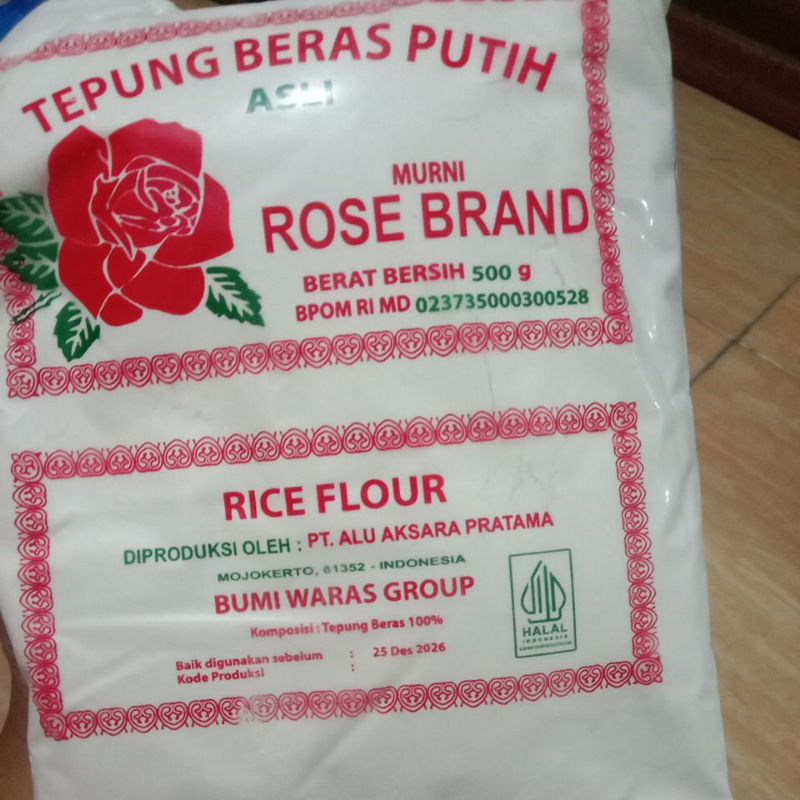 TEPUNG BERAS PUTIH
ASLI
MURNI
ROSE BRAND
BERAT BERSIH 500 g
BPOM RI MD 023735000300528
RICE FLOUR
DIPRODUKSI OLEH : PT. ALU AKSARA PRATAMA
MOJOKERTO, 61352 - INDONESIA
BUMI WARAS GROUP
Komposisi : Tepung Beras 100%
Baik digunakan sebelum : 25 Des 2026
Kode Produksi :
HALAL
INDONESIA